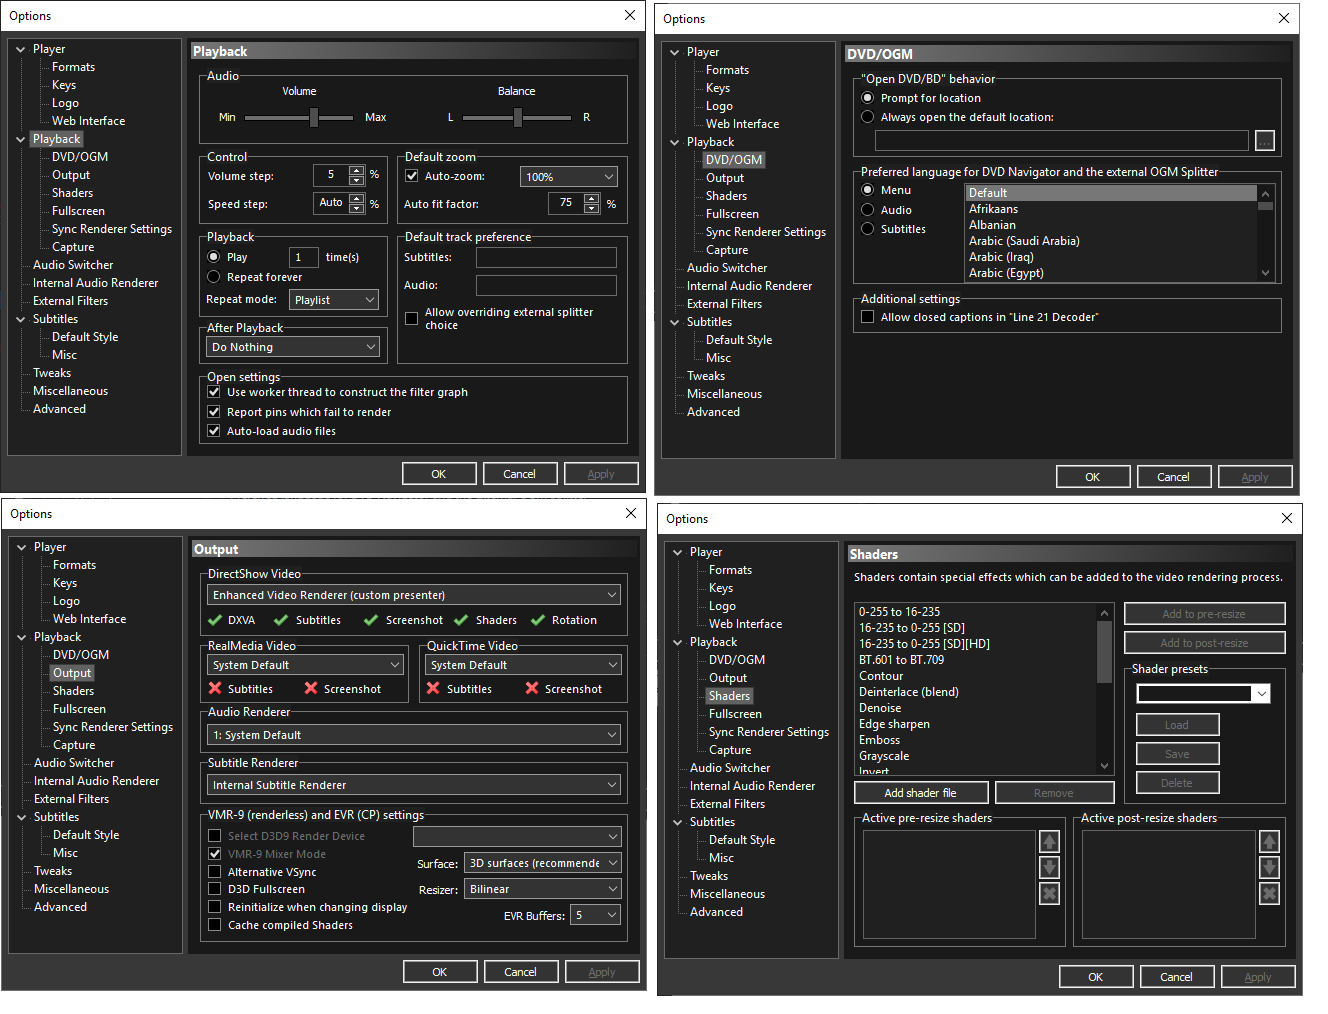 Options
Player
Formats
Keys
Logo
Web Interface
Playback
DVD/OGM
Output
Shaders
Fullscreen
Sync Renderer Settings
Capture
Audio Switcher
Internal Audio Renderer
External Filters
Subtitles
Default Style
Misc
Tweaks
Miscellaneous
Advanced
Playback
Audio
Volume
Balance
Min
Max
L
R
Control
Volume step: 5 %
Speed step: Auto %
Default zoom
Auto-zoom: 100%
Auto fit factor: 75 %
Playback
Play 1 time(s)
Repeat forever
Repeat mode: Playlist
Default track preference
Subtitles:
Audio:
Allow overriding external splitter
choice
After Playback
Do Nothing
Open settings
Use worker thread to construct the filter graph
Report pins which fail to render
Auto-load audio files
OK Cancel Apply
Options
Player
Formats
Keys
Logo
Web Interface
Playback
DVD/OGM
Output
Shaders
Fullscreen
Sync Renderer Settings
Capture
Audio Switcher
Internal Audio Renderer
External Filters
Subtitles
Default Style
Misc
Tweaks
Miscellaneous
Advanced
DVD/OGM
"Open DVD/BD" behavior
Prompt for location
Always open the default location:
...
Preferred language for DVD Navigator and the external OGM Splitter
Menu
Audio
Subtitles
Default
Afrikaans
Albanian
Arabic (Saudi Arabia)
Arabic (Iraq)
Arabic (Egypt)
Additional settings
Allow closed captions in "Line 21 Decoder"
OK Cancel Apply
Options
Player
Formats
Keys
Logo
Web Interface
Playback
DVD/OGM
Output
Shaders
Fullscreen
Sync Renderer Settings
Capture
Audio Switcher
Internal Audio Renderer
External Filters
Subtitles
Default Style
Misc
Tweaks
Miscellaneous
Advanced
Output
DirectShow Video
Enhanced Video Renderer (custom presenter)
DXVA Subtitles Screenshot Shaders Rotation
RealMedia Video
System Default
Subtitles Screenshot
QuickTime Video
System Default
Subtitles Screenshot
Audio Renderer
1: System Default
Subtitle Renderer
Internal Subtitle Renderer
VMR-9 (renderless) and EVR (CP) settings
Select D3D9 Render Device
VMR-9 Mixer Mode
Alternative VSync
D3D Fullscreen
Reinitialize when changing display
Cache compiled Shaders
Surface: 3D surfaces (recommende
Resizer: Bilinear
EVR Buffers: 5
OK Cancel Apply
Options
Player
Formats
Keys
Logo
Web Interface
Playback
DVD/OGM
Output
Shaders
Fullscreen
Sync Renderer Settings
Capture
Audio Switcher
Internal Audio Renderer
External Filters
Subtitles
Default Style
Misc
Tweaks
Miscellaneous
Advanced
Shaders
Shaders contain special effects which can be added to the video rendering process.
0-255 to 16-235
16-235 to 0-255 [SD]
16-235 to 0-255 [SD][HD]
BT.601 to BT.709
Contour
Deinterlace (blend)
Denoise
Edge sharpen
Emboss
Grayscale
Invert
Add to pre-resize
Add to post-resize
Shader presets
Load
Save
Delete
Add shader file Remove
Active pre-resize shaders
Active post-resize shaders
OK Cancel Apply